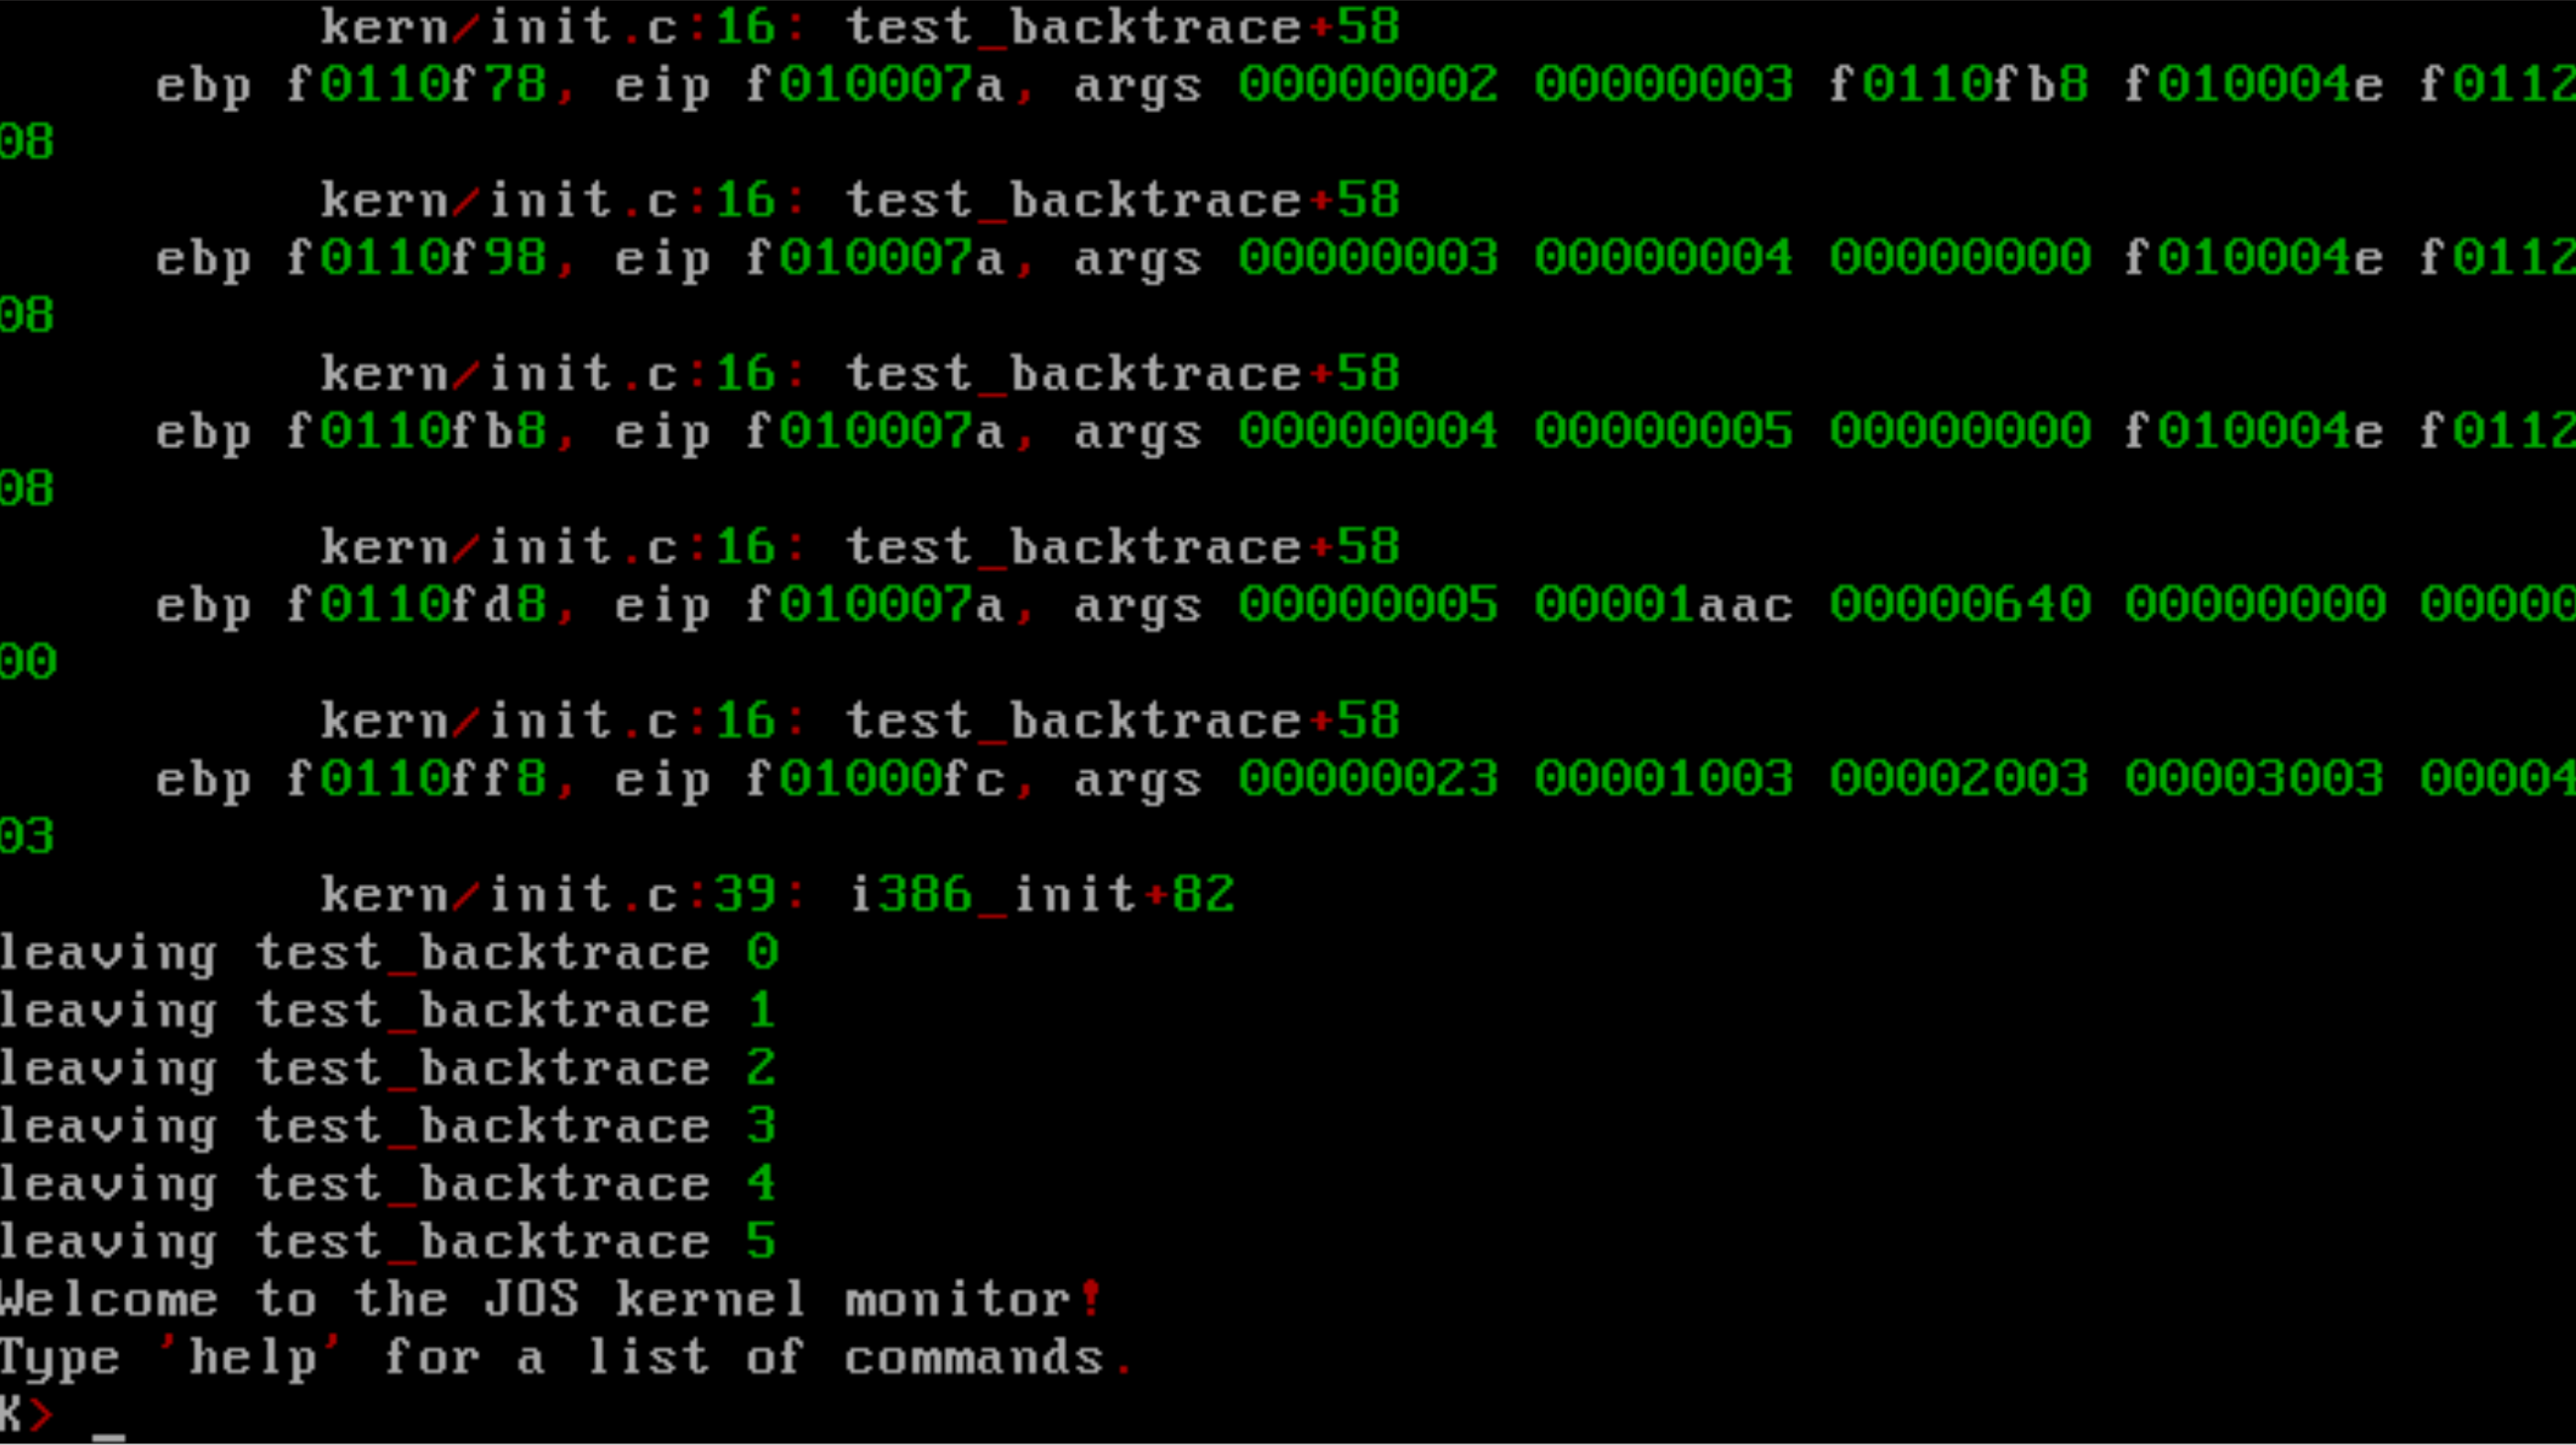 kern/init.c:16: test_backtrace+58
ebp f0110f78, eip f010007a, args 00000002 00000003 f0110fb8 f010004e f0112
08
kern/init.c:16: test_backtrace+58
ebp f0110f98, eip f010007a, args 00000003 00000004 00000000 f010004e f0112
08
kern/init.c:16: test_backtrace+58
ebp f0110fb8, eip f010007a, args 00000004 00000005 00000000 f010004e f0112
08
kern/init.c:16: test_backtrace+58
ebp f0110fd8, eip f010007a, args 00000005 00001aac 00000640 00000000 00000
00
kern/init.c:16: test_backtrace+58
ebp f0110ff8, eip f01000fc, args 00000023 00001003 00002003 00003003 00004
03
kern/init.c:39: i386_init+82
leaving test_backtrace 0
leaving test_backtrace 1
leaving test_backtrace 2
leaving test_backtrace 3
leaving test_backtrace 4
leaving test_backtrace 5
Welcome to the JOS kernel monitor!
Type 'help' for a list of commands.
K> _